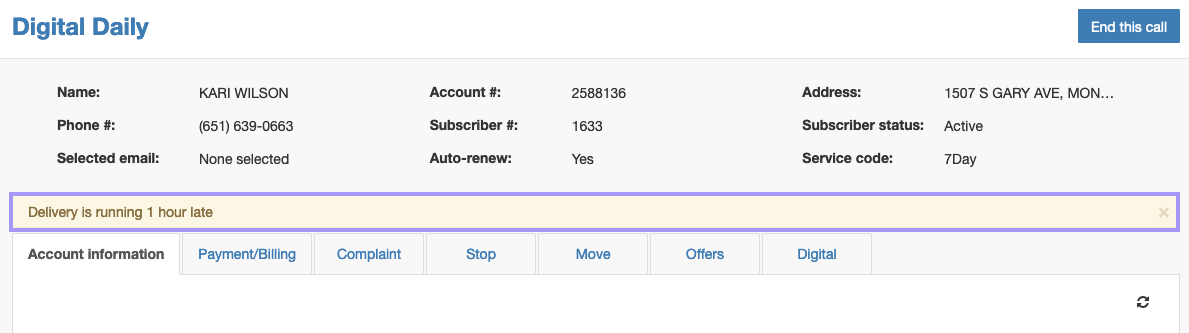 Digital Daily
End this call
Name: KARI WILSON Account #: 2588136 Address: 1507 S GARY AVE, MON...
Phone #: (651) 639-0663 Subscriber #: 1633 Subscriber status: Active
Selected email: None selected Auto-renew: Yes Service code: 7Day
Delivery is running 1 hour late ×
Account information Payment/Billing Complaint Stop Move Offers Digital